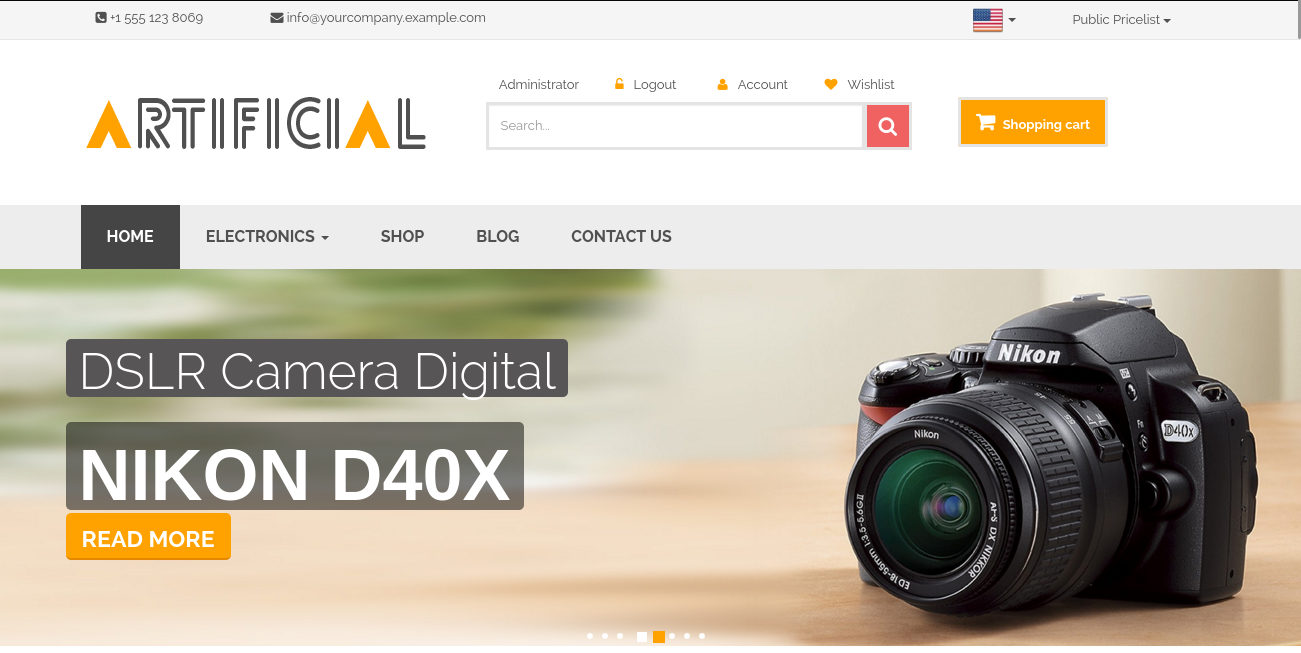 +1 555 123 8069
info@yourcompany.example.com
Public Pricelist
Administrator
Logout
Account
Wishlist
ARTIFICIAL
Search...
Shopping cart
HOME
ELECTRONICS
SHOP
BLOG
CONTACT US
DSLR Camera Digital
NIKON D40X
READ MORE
Nikon
D40x
Nikon
AF-S DX NIKKOR
ED 18-55mm 1:3.5-5.6GII